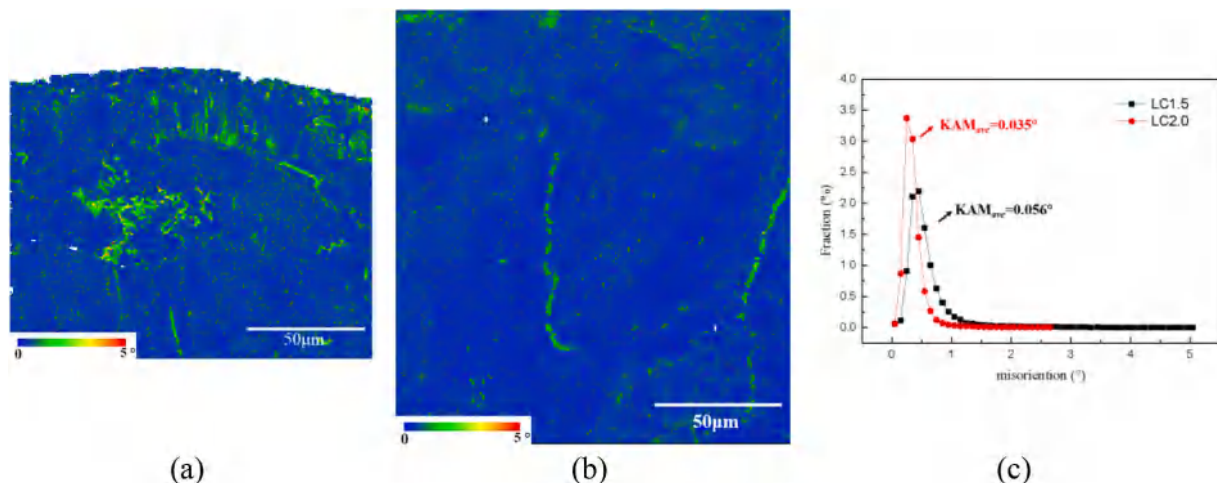 50μm
0
5°
(a)
50μm
0
5°
(b)
4.0
3.5
3.0
2.5
2.0
1.5
1.0
0.5
0.0
Fraction (%)
LC1.5
LC2.0
KAMave=0.035°
KAMave=0.056°
0 1 2 3 4 5
misoriention (°)
(c)